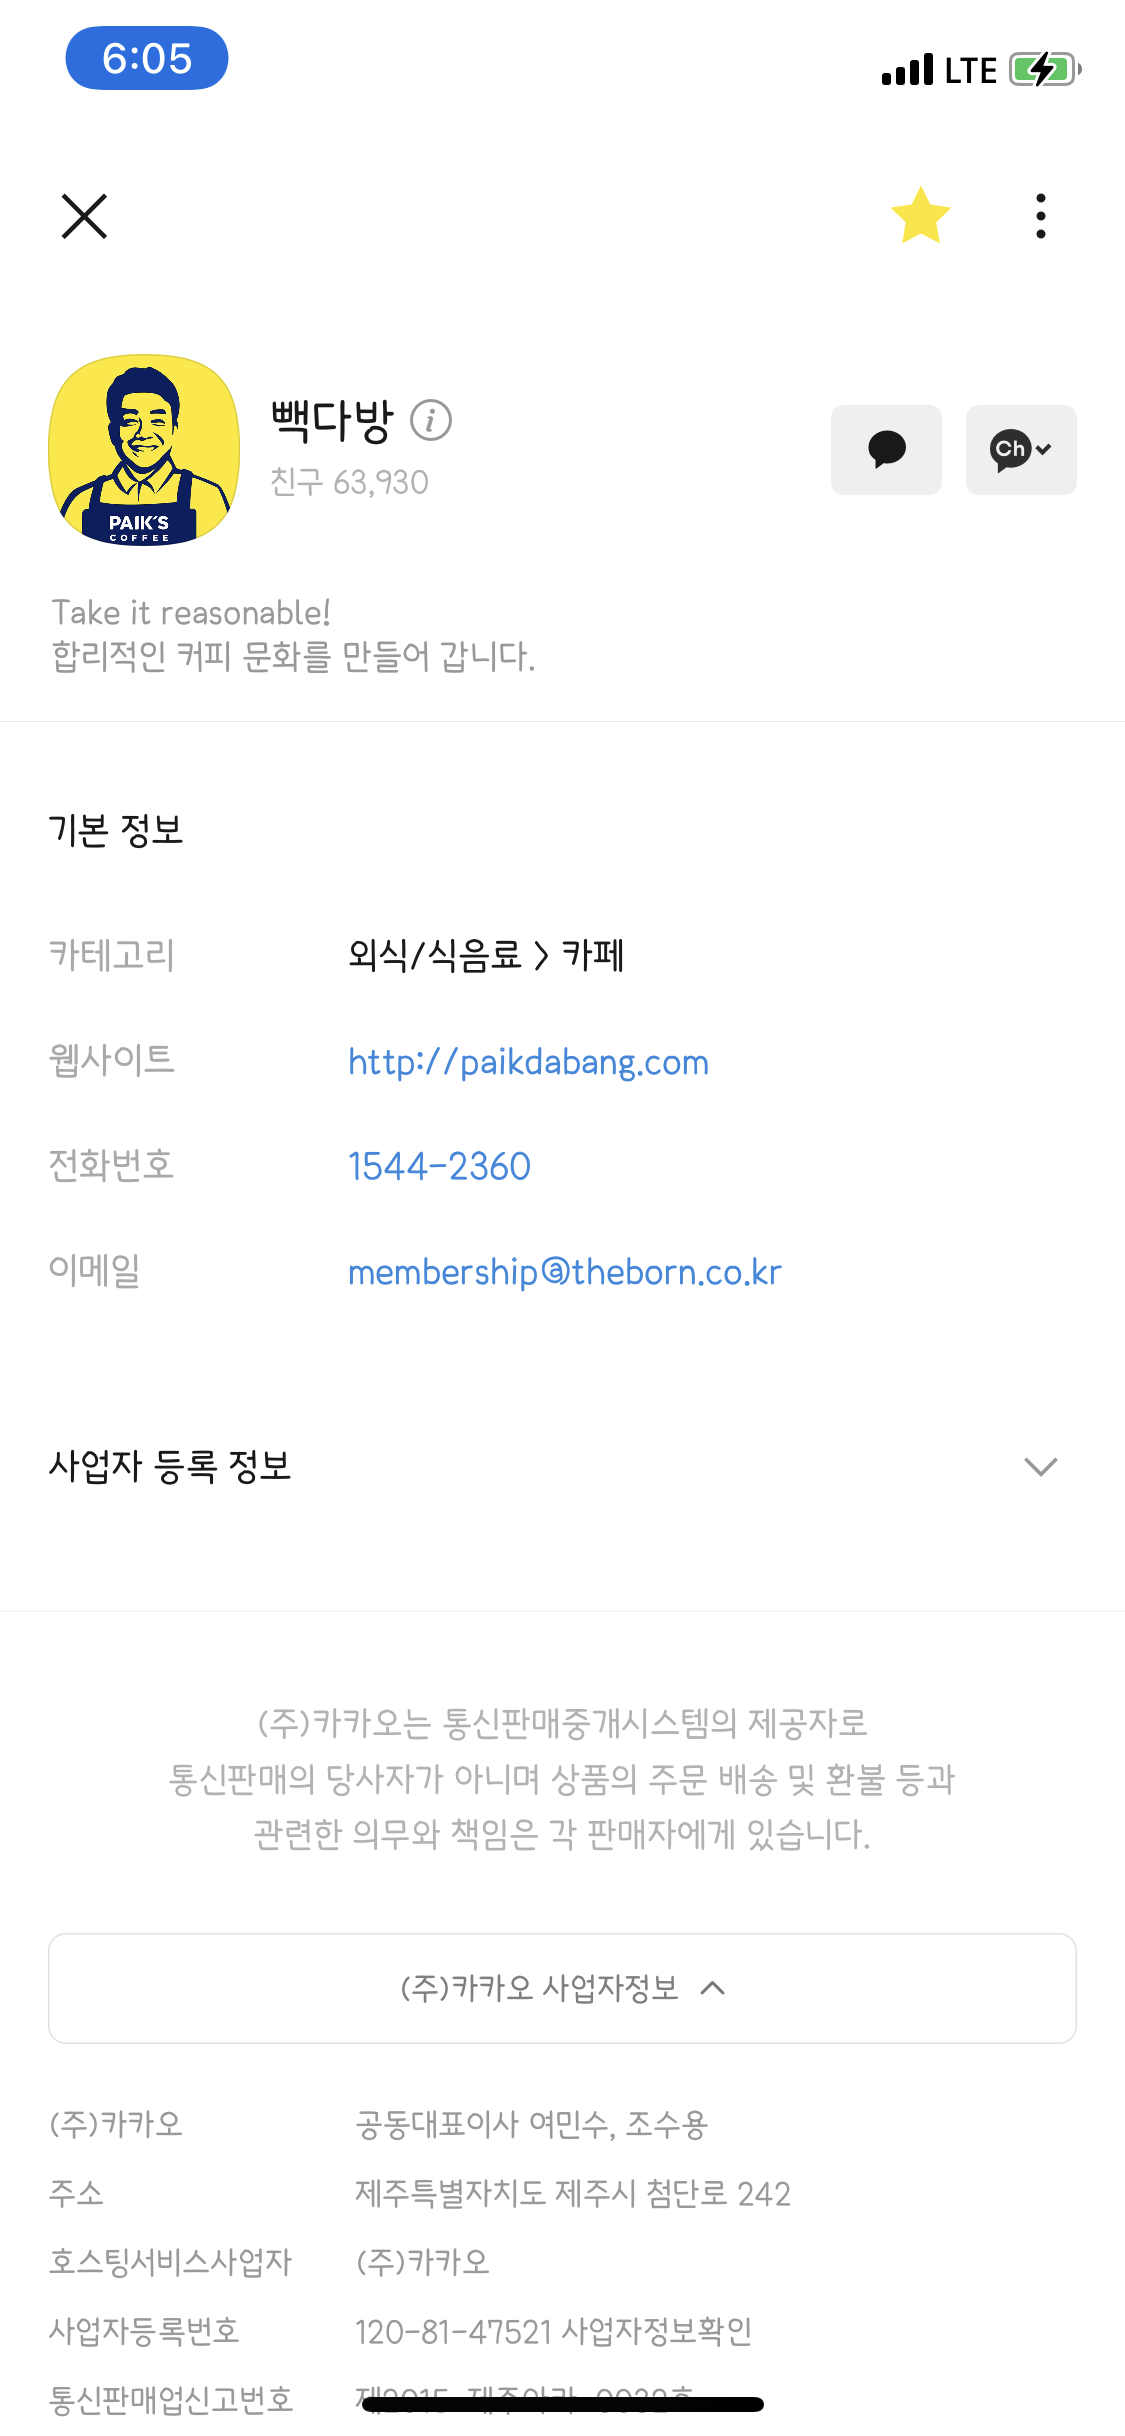 6:05
LTE
빽다방
친구 63,930
Ch
PAIK'S
COFFEE
Take it reasonable!
합리적인 커피 문화를 만들어 갑니다.
기본 정보
카테고리 외식/식음료 > 카페
웹사이트 http://paikdabang.com
전화번호 1544-2360
이메일 membership@theborn.co.kr
사업자 등록 정보
(주)카카오는 통신판매중개시스템의 제공자로
통신판매의 당사자가 아니며 상품의 주문 배송 및 환불 등과
관련한 의무와 책임은 각 판매자에게 있습니다.
(주)카카오 사업자정보
(주)카카오 공동대표이사 여민수, 조수용
주소 제주특별자치도 제주시 첨단로 242
호스팅서비스사업자 (주)카카오
사업자등록번호 120-81-47521 사업자정보확인
통신판매업신고번호